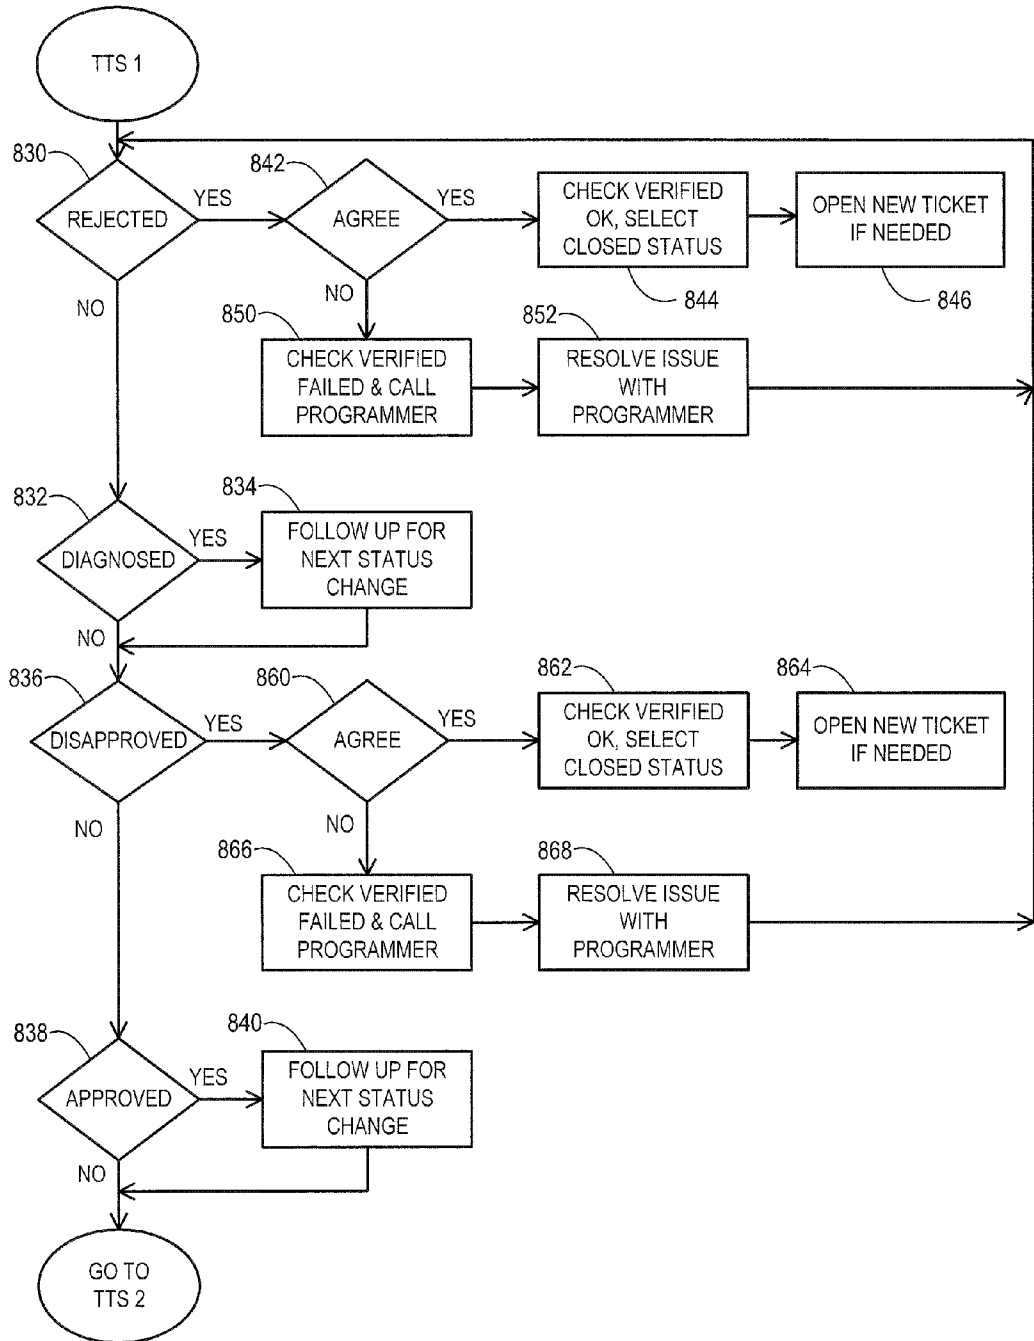 TTS 1
830
REJECTED
YES
842
AGREE
YES
CHECK VERIFIED
OK, SELECT
CLOSED STATUS
844
OPEN NEW TICKET
IF NEEDED
846
NO
NO
850
CHECK VERIFIED
FAILED & CALL
PROGRAMMER
852
RESOLVE ISSUE
WITH
PROGRAMMER
832
DIAGNOSED
YES
834
FOLLOW UP FOR
NEXT STATUS
CHANGE
NO
836
DISAPPROVED
YES
860
AGREE
YES
862
CHECK VERIFIED
OK, SELECT
CLOSED STATUS
864
OPEN NEW TICKET
IF NEEDED
NO
NO
866
CHECK VERIFIED
FAILED & CALL
PROGRAMMER
868
RESOLVE ISSUE
WITH
PROGRAMMER
838
APPROVED
YES
840
FOLLOW UP FOR
NEXT STATUS
CHANGE
NO
GO TO
TTS 2